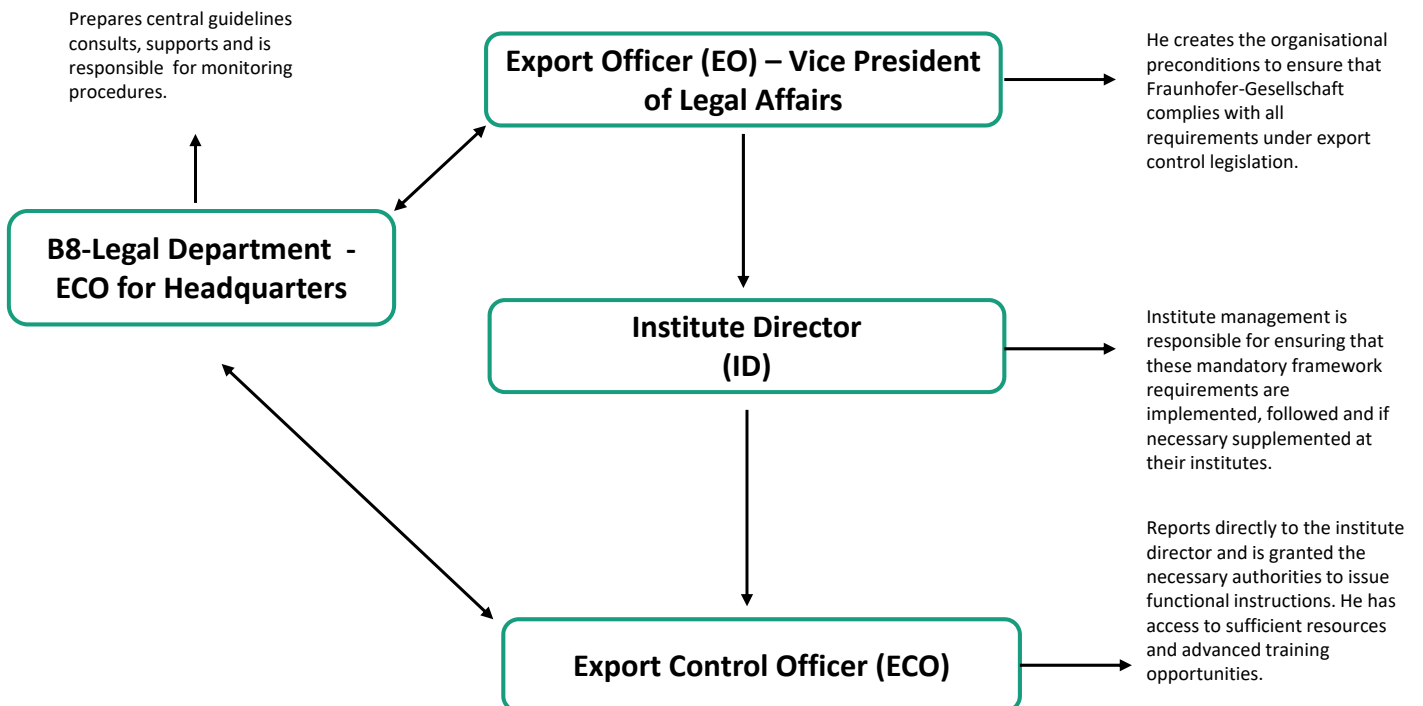 Prepares central guidelines
consults, supports and is
responsible for monitoring
procedures.
Export Officer (EO) – Vice President
of Legal Affairs
He creates the organisational
preconditions to ensure that
Fraunhofer-Gesellschaft
complies with all
requirements under export
control legislation.
B8-Legal Department -
ECO for Headquarters
Institute Director
(ID)
Institute management is
responsible for ensuring that
these mandatory framework
requirements are
implemented, followed and if
necessary supplemented at
their institutes.
Export Control Officer (ECO)
Reports directly to the institute
director and is granted the
necessary authorities to issue
functional instructions. He has
access to sufficient resources
and advanced training
opportunities.